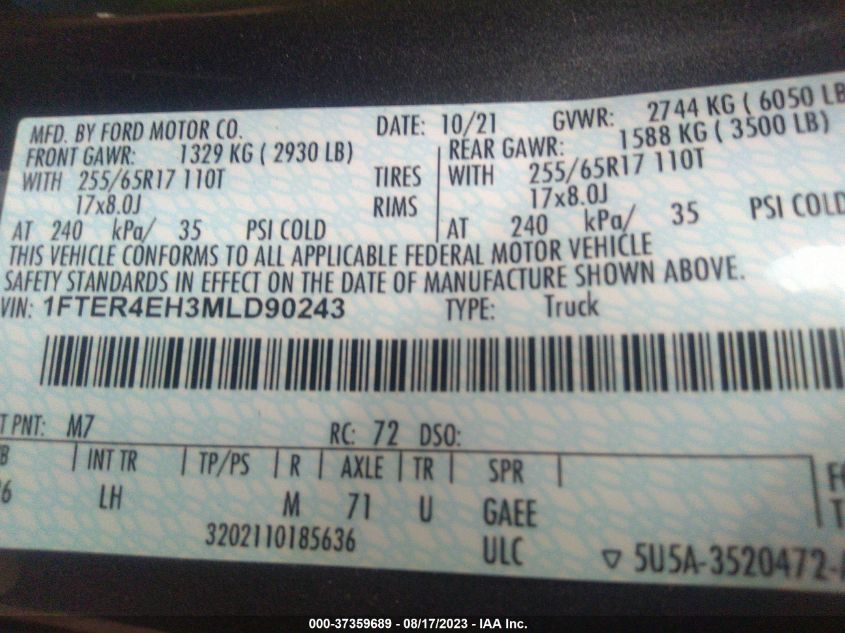 MFD. BY FORD MOTOR CO. DATE: 10/21 GVWR: 2744 KG ( 6050 LB
FRONT GAWR: 1329 KG ( 2930 LB) REAR GAWR: 1588 KG ( 3500 LB)
WITH 255/65R17 110T TIRES WITH 255/65R17 110T
17x8.0J RIMS 17x8.0J
AT 240 kPa/ 35 PSI COLD AT 240 kPa/ 35 PSI COLD
THIS VEHICLE CONFORMS TO ALL APPLICABLE FEDERAL MOTOR VEHICLE
SAFETY STANDARDS IN EFFECT ON THE DATE OF MANUFACTURE SHOWN ABOVE.
VIN: 1FTER4EH3MLD90243 TYPE: Truck
T PNT: M7 RC: 72 DSO:
B INT TR TP/PS R AXLE TR SPR
6 LH M 71 U GAEE
3202110185636 ULC 5U5A-3520472-
000-37359689 - 08/17/2023 - IAA Inc.